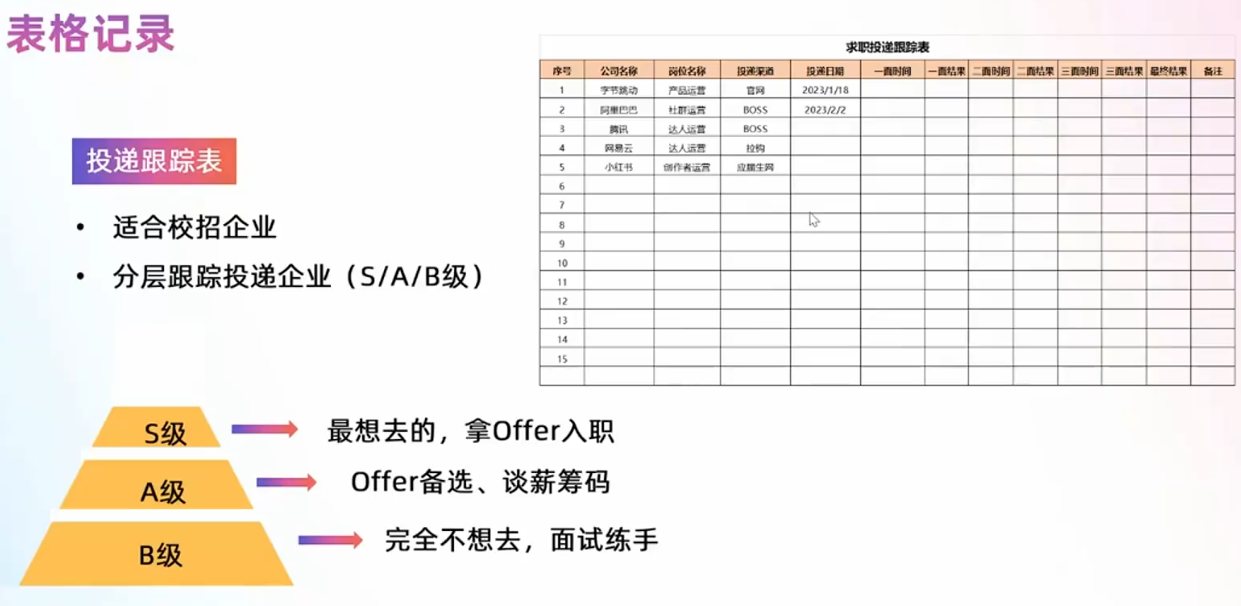 表格记录
投递跟踪表
• 适合校招企业
• 分层跟踪投递企业（S/A/B级）
求职投递跟踪表
序号 公司名称 岗位名称 投递渠道 投递日期 一面时间 一面结果 二面时间 二面结果 三面时间 三面结果 最终结果 备注
1 字节跳动 产品运营 官网 2023/1/18
2 阿里巴巴 社群运营 BOSS 2023/2/2
3 腾讯 达人运营 BOSS
4 网易云 达人运营 拉钩
5 小红书 创作者运营 应届生网
6
7
8
9
10
11
12
13
14
15
S级 最想去的，拿Offer入职
A级 Offer备选、谈薪筹码
B级 完全不想去，面试练手